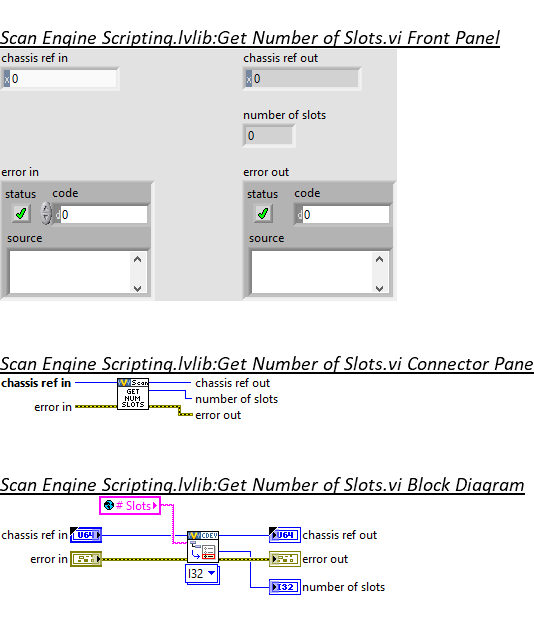 Scan Engine Scripting.lvlib:Get Number of Slots.vi Front Panel
chassis ref in
chassis ref out
x 0
x 0
number of slots
0
error in
error out
status code
status code
d 0
d 0
source
source
Scan Engine Scripting.lvlib:Get Number of Slots.vi Connector Pane
chassis ref in
Scan
GET
NUM
SLOTS
chassis ref out
number of slots
error in
error out
Scan Engine Scripting.lvlib:Get Number of Slots.vi Block Diagram
# Slots
chassis ref in
U64
CDEV
U64
chassis ref out
error in
error out
I32
I32
number of slots